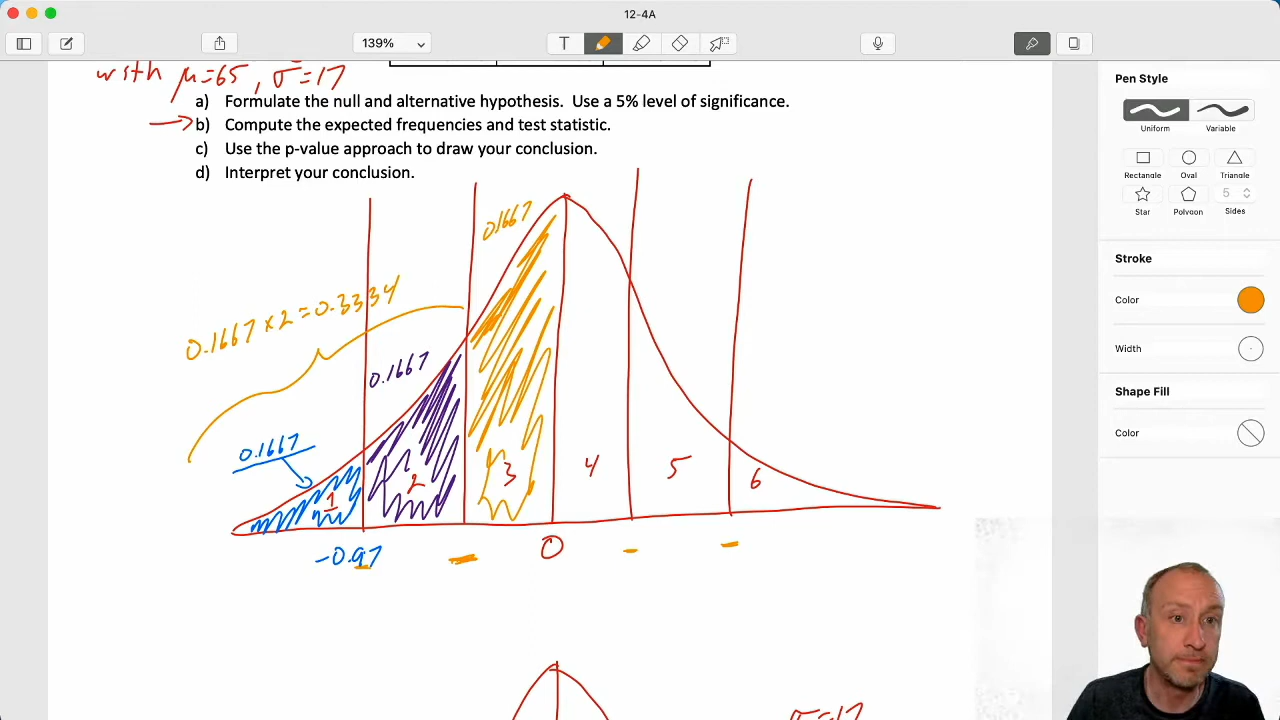 12-4A
139%
T
with μ=65, σ=17
a) Formulate the null and alternative hypothesis. Use a 5% level of significance.
b) Compute the expected frequencies and test statistic.
c) Use the p-value approach to draw your conclusion.
d) Interpret your conclusion.
0.1667
0.1667 × 2 = 0.3334
0.1667
0.1667
1 2 3 4 5 6
-0.97 0
σ=17
Pen Style
Uniform Variable
Rectangle Oval Triangle
5
Star Polygon Sides
Stroke
Color
Width
Shape Fill
Color